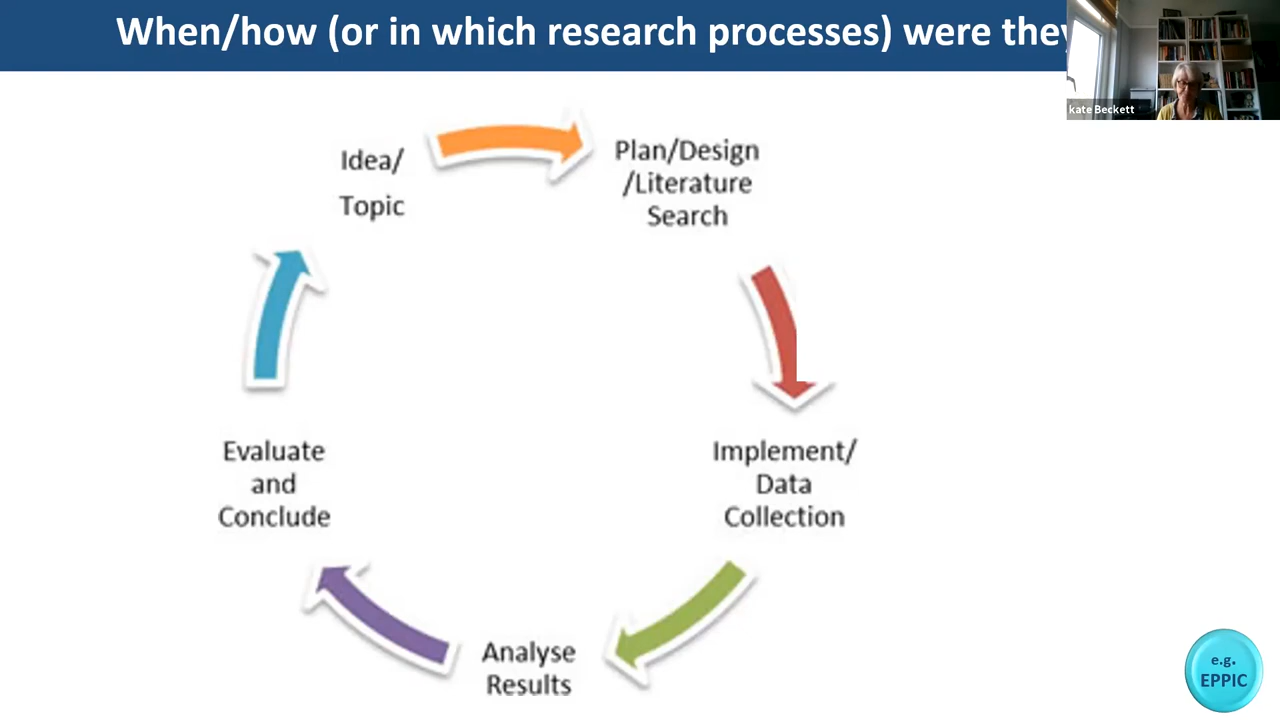 When/how (or in which research processes) were they
kate Beckett
Idea/
Topic
Plan/Design
/Literature
Search
Implement/
Data
Collection
Analyse
Results
Evaluate
and
Conclude
e.g.
EPPIC